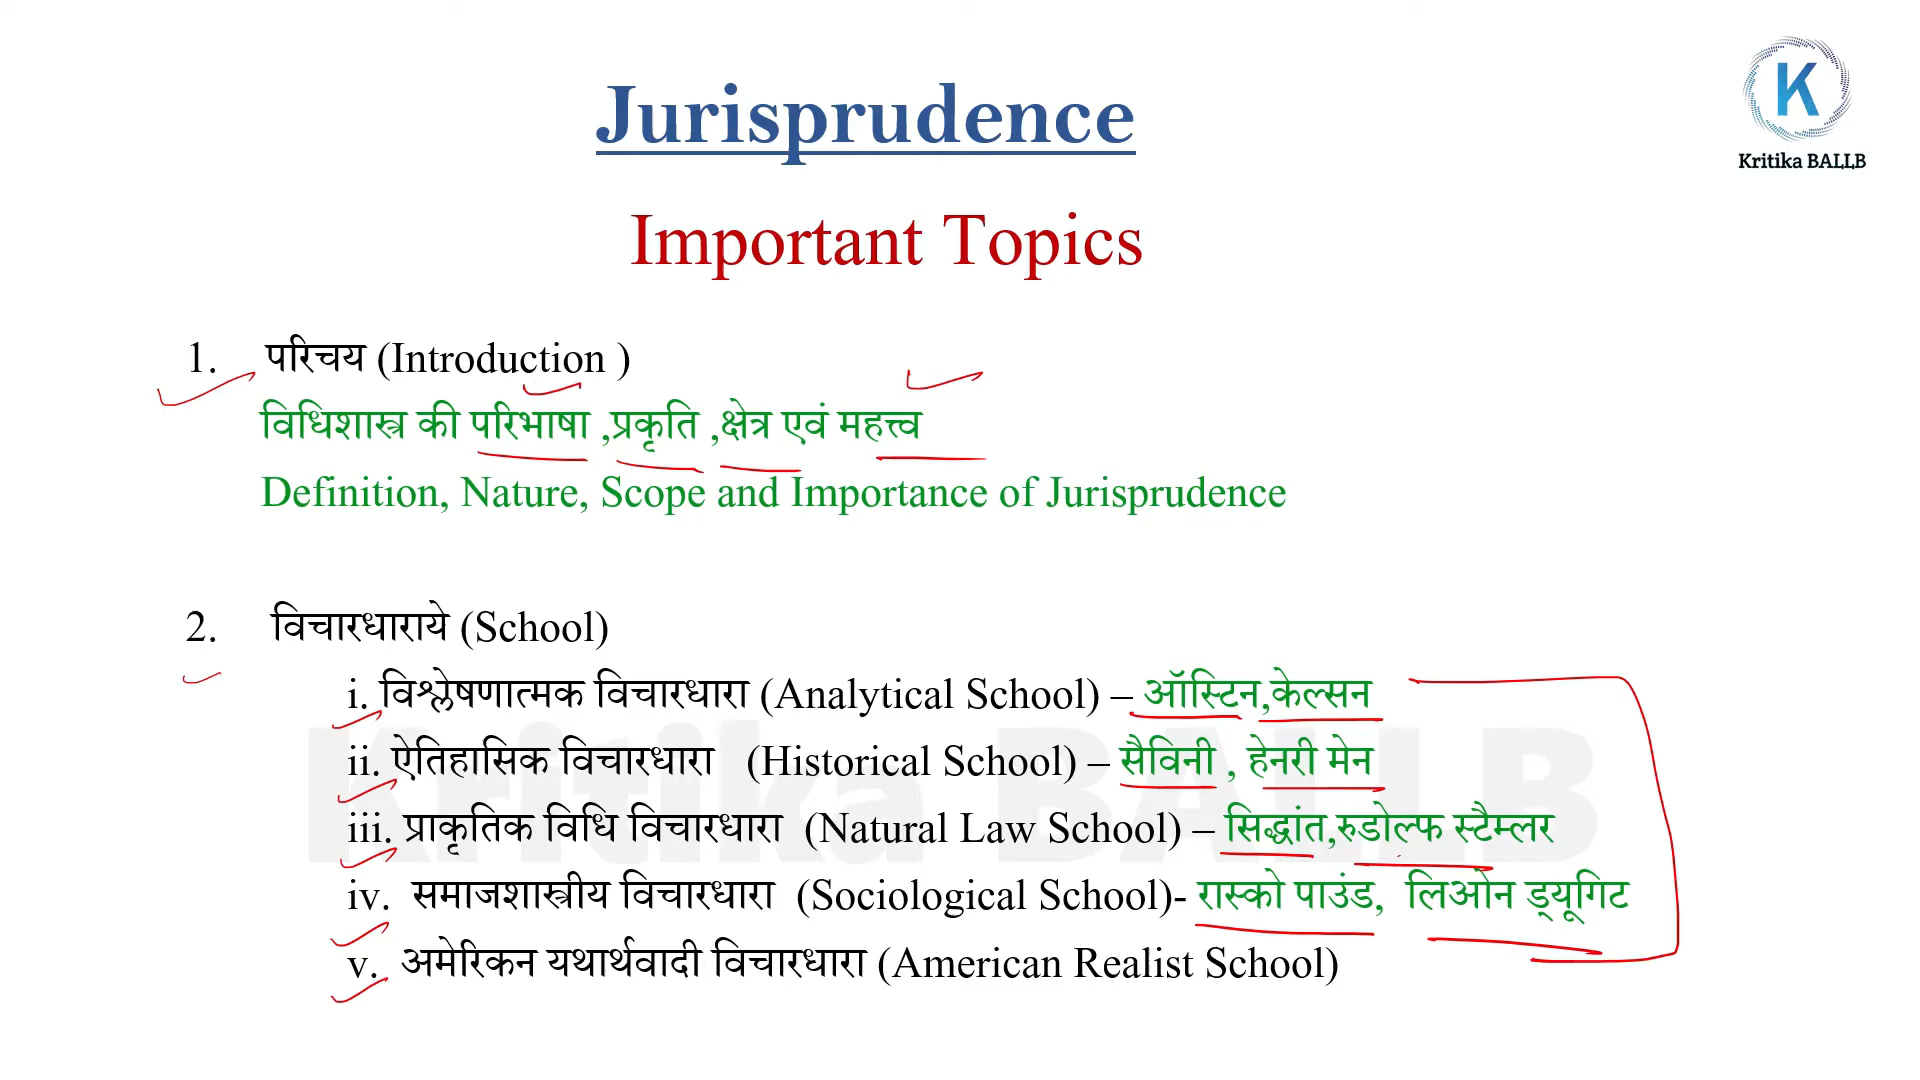 Jurisprudence
K
Kritika BALLB
Important Topics
1. परिचय (Introduction )
विधिशास्त्र की परिभाषा ,प्रकृति ,क्षेत्र एवं महत्त्व
Definition, Nature, Scope and Importance of Jurisprudence
2. विचारधाराये (School)
i. विश्लेषणात्मक विचारधारा (Analytical School) – ऑस्टिन,केल्सन
ii. ऐतिहासिक विचारधारा (Historical School) – सैविनी , हेनरी मेन
iii. प्राकृतिक विधि विचारधारा (Natural Law School) – सिद्धांत,रुडोल्फ स्टैम्लर
iv. समाजशास्त्रीय विचारधारा (Sociological School)- रास्को पाउंड, लिओन ड्यूगिट
v. अमेरिकन यथार्थवादी विचारधारा (American Realist School)
Kritika BALLB